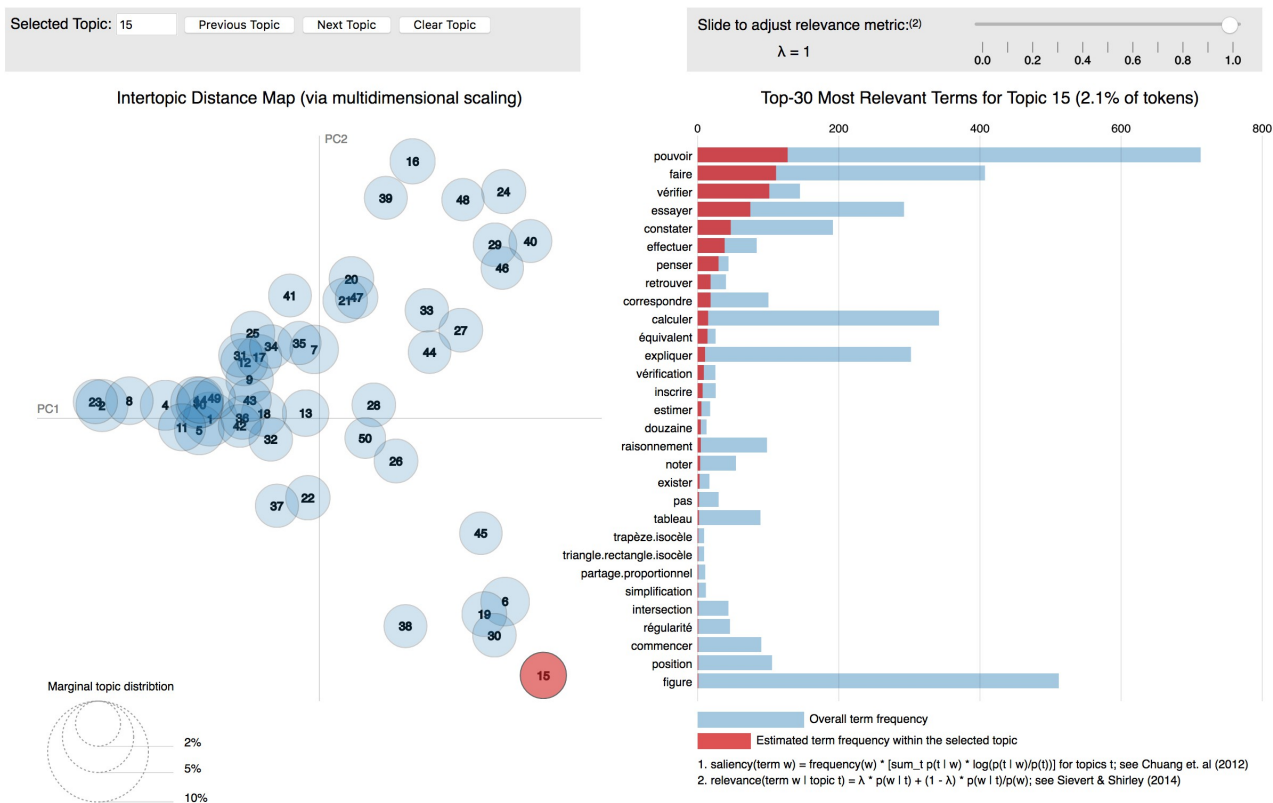 Selected Topic: 15 Previous Topic Next Topic Clear Topic
Slide to adjust relevance metric:(2)
λ = 1
0.0 0.2 0.4 0.6 0.8 1.0
Intertopic Distance Map (via multidimensional scaling)
PC2
PC1
16
39
48
24
29
40
46
20
21
47
41
33
27
44
25
34
35
7
31
17
12
9
23
2
8
4
49
43
1
11
5
36
42
18
32
13
28
50
26
37
22
45
6
19
30
38
15
Marginal topic distribtion
2%
5%
10%
Top-30 Most Relevant Terms for Topic 15 (2.1% of tokens)
0 200 400 600 800
pouvoir
faire
vérifier
essayer
constater
effectuer
penser
retrouver
correspondre
calculer
équivalent
expliquer
vérification
inscrire
estimer
douzaine
raisonnement
noter
exister
pas
tableau
trapèze.isocèle
triangle.rectangle.isocèle
partage.proportionnel
simplification
intersection
régularité
commencer
position
figure
Overall term frequency
Estimated term frequency within the selected topic
1. saliency(term w) = frequency(w) * [sum_t p(t | w) * log(p(t | w)/p(t))] for topics t; see Chuang et. al (2012)
2. relevance(term w | topic t) = λ * p(w | t) + (1 - λ) * p(w | t)/p(w); see Sievert & Shirley (2014)